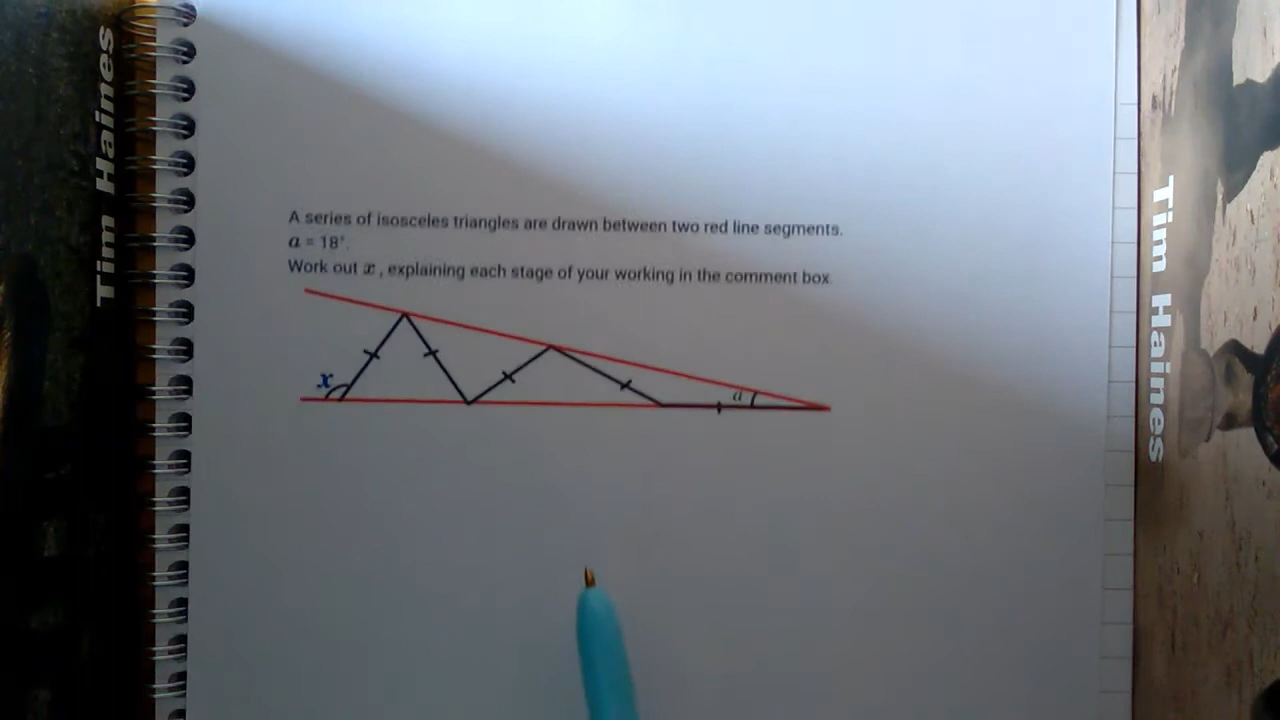 A series of isosceles triangles are drawn between two red line segments.
a = 18°.
Work out x, explaining each stage of your working in the comment box.
x
a
Tim Haines
Tim Haines